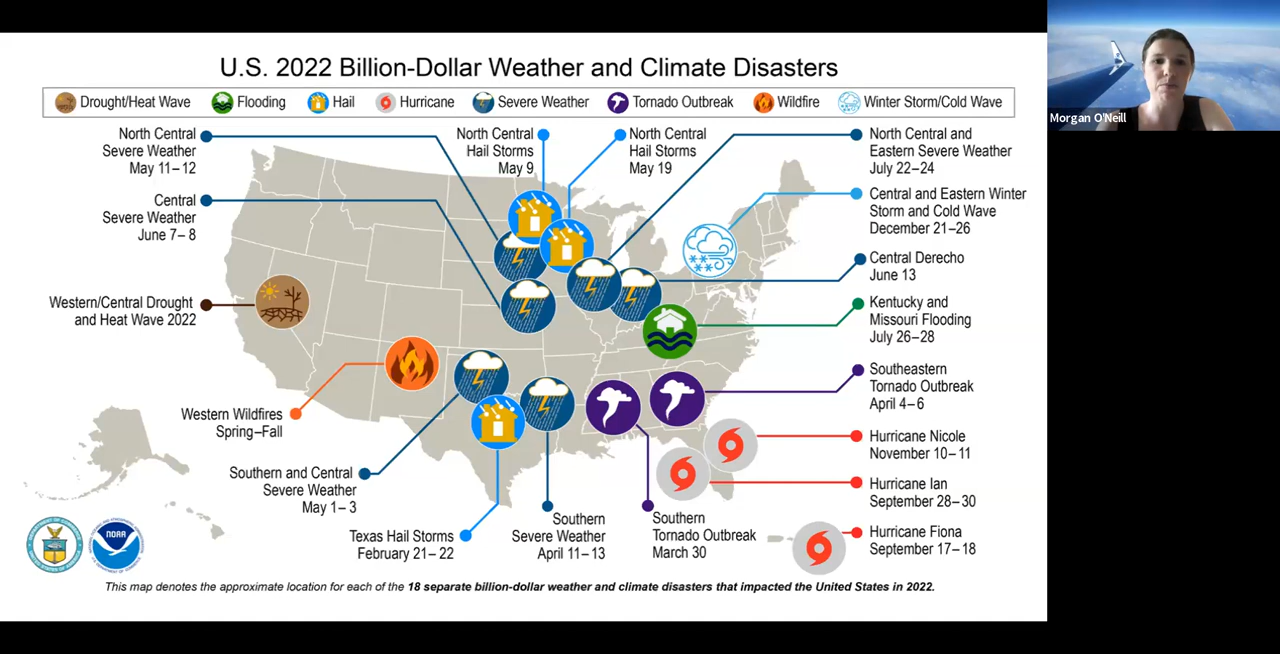 U.S. 2022 Billion-Dollar Weather and Climate Disasters
Drought/Heat Wave
Flooding
Hail
Hurricane
Severe Weather
Tornado Outbreak
Wildfire
Winter Storm/Cold Wave
North Central
Severe Weather
May 11–12
Central
Severe Weather
June 7–8
Western/Central Drought
and Heat Wave 2022
Western Wildfires
Spring–Fall
Southern and Central
Severe Weather
May 1–3
Texas Hail Storms
February 21–22
North Central
Hail Storms
May 9
North Central
Hail Storms
May 19
Southern
Severe Weather
April 11–13
Southern
Tornado Outbreak
March 30
North Central and
Eastern Severe Weather
July 22–24
Central and Eastern Winter
Storm and Cold Wave
December 21–26
Central Derecho
June 13
Kentucky and
Missouri Flooding
July 26–28
Southeastern
Tornado Outbreak
April 4–6
Hurricane Nicole
November 10–11
Hurricane Ian
September 28–30
Hurricane Fiona
September 17–18
NOAA
This map denotes the approximate location for each of the 18 separate billion-dollar weather and climate disasters that impacted the United States in 2022.
Morgan O'Neill